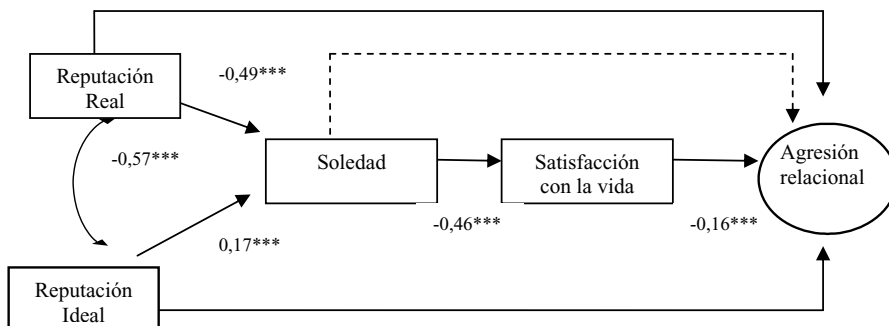 Reputación
Real
-0,49***
-0,57***
Soledad
Satisfacción
con la vida
Agresión
relacional
0,17***
-0,46***
-0,16***
Reputación
Ideal